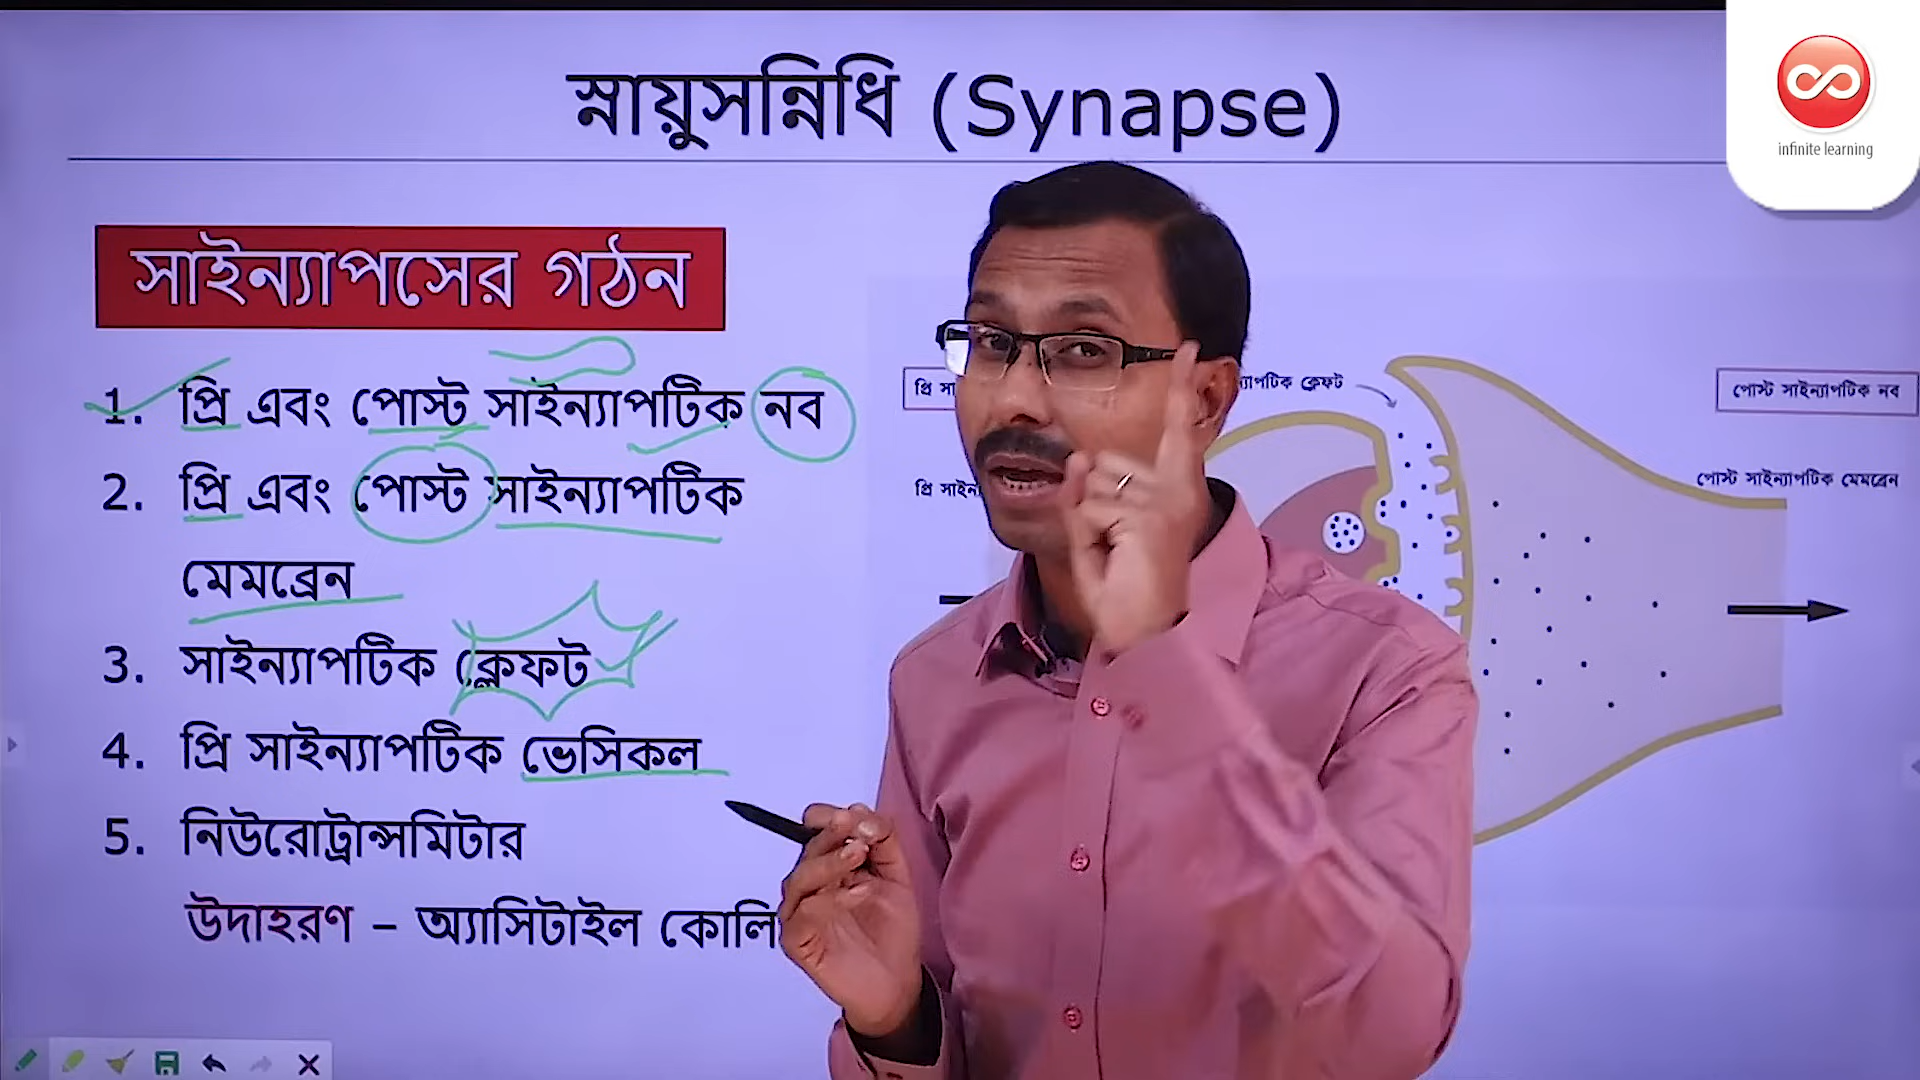 স্নায়ুসন্নিধি (Synapse)
infinite learning
সাইন্যাপসের গঠন
1. প্রি এবং পোস্ট সাইন্যাপটিক নব
2. প্রি এবং পোস্ট সাইন্যাপটিক
মেমব্রেন
3. সাইন্যাপটিক ক্লেফট
4. প্রি সাইন্যাপটিক ভেসিকল
5. নিউরোট্রান্সমিটার
উদাহরণ – অ্যাসিটাইল
প্রি
ক্লেফট
পোস্ট সাইন্যাপটিক নব
প্রি
পোস্ট সাইন্যাপটিক মেমব্রেন